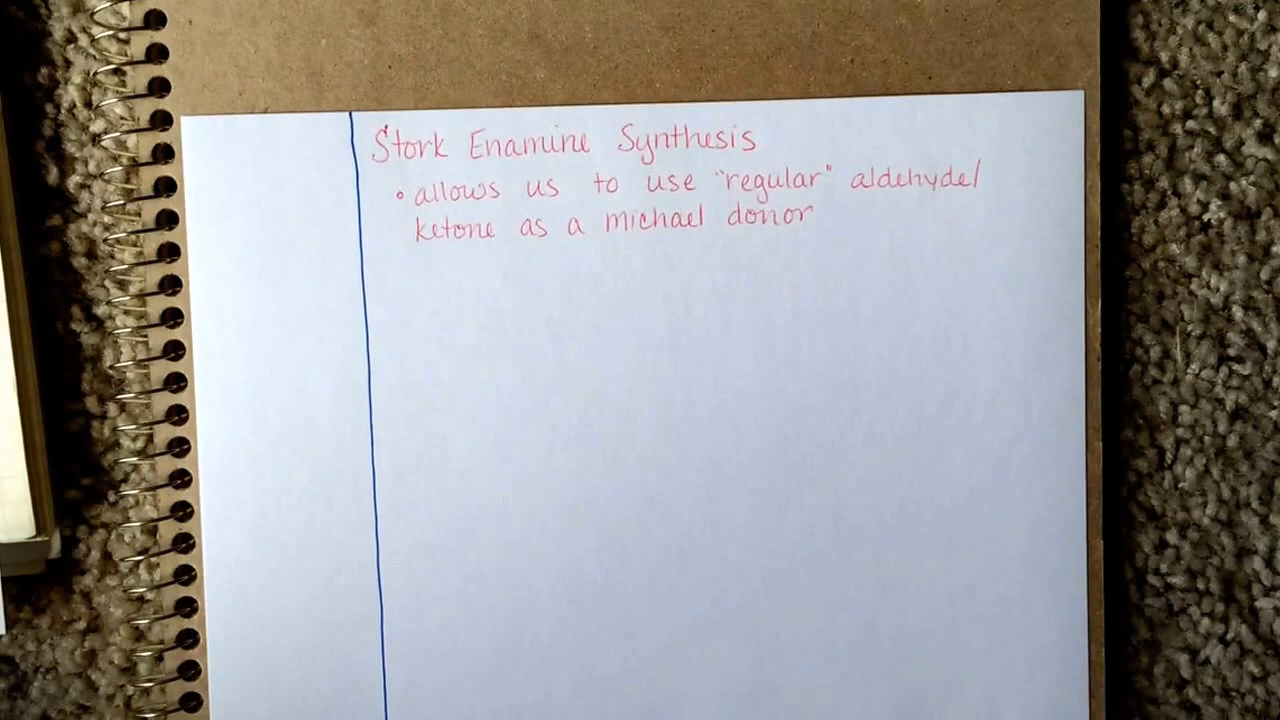 Stork Enamine Synthesis
• allows us to use "regular" aldehyde/
ketone as a michael donor